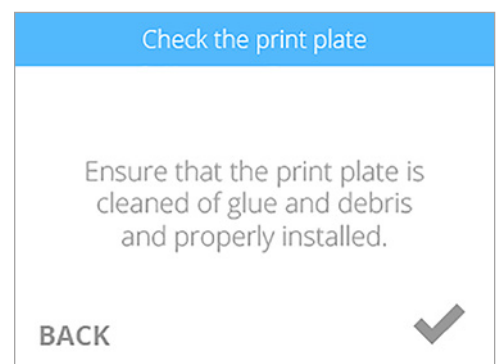 Check the print plate
Ensure that the print plate is
cleaned of glue and debris
and properly installed.
BACK